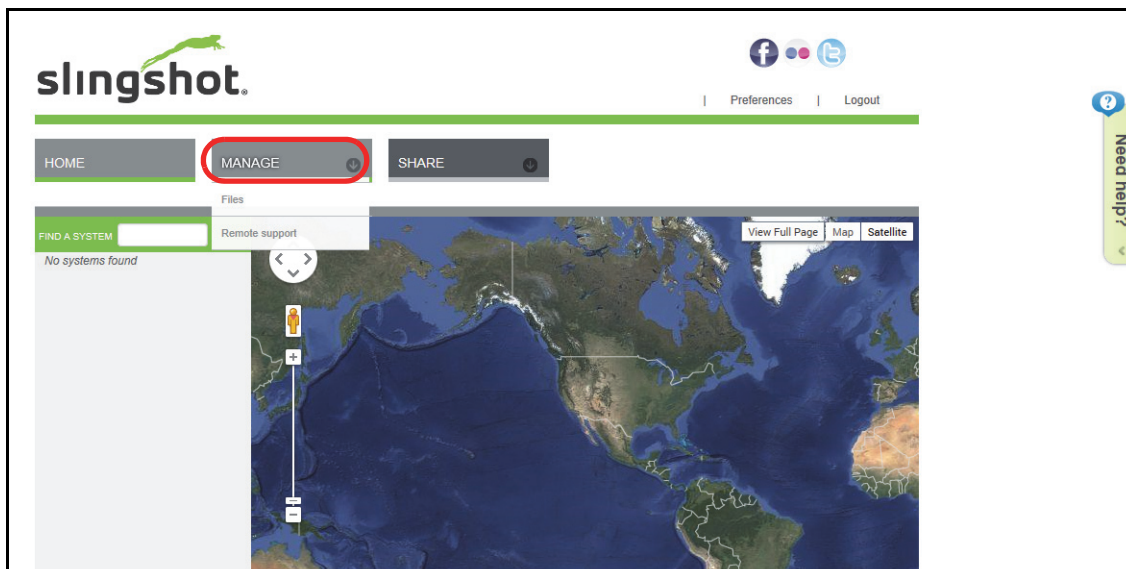 slingshot®
| Preferences | Logout
HOME MANAGE SHARE
Files
Remote support
FIND A SYSTEM
No systems found
View Full Page Map Satellite
Need help?